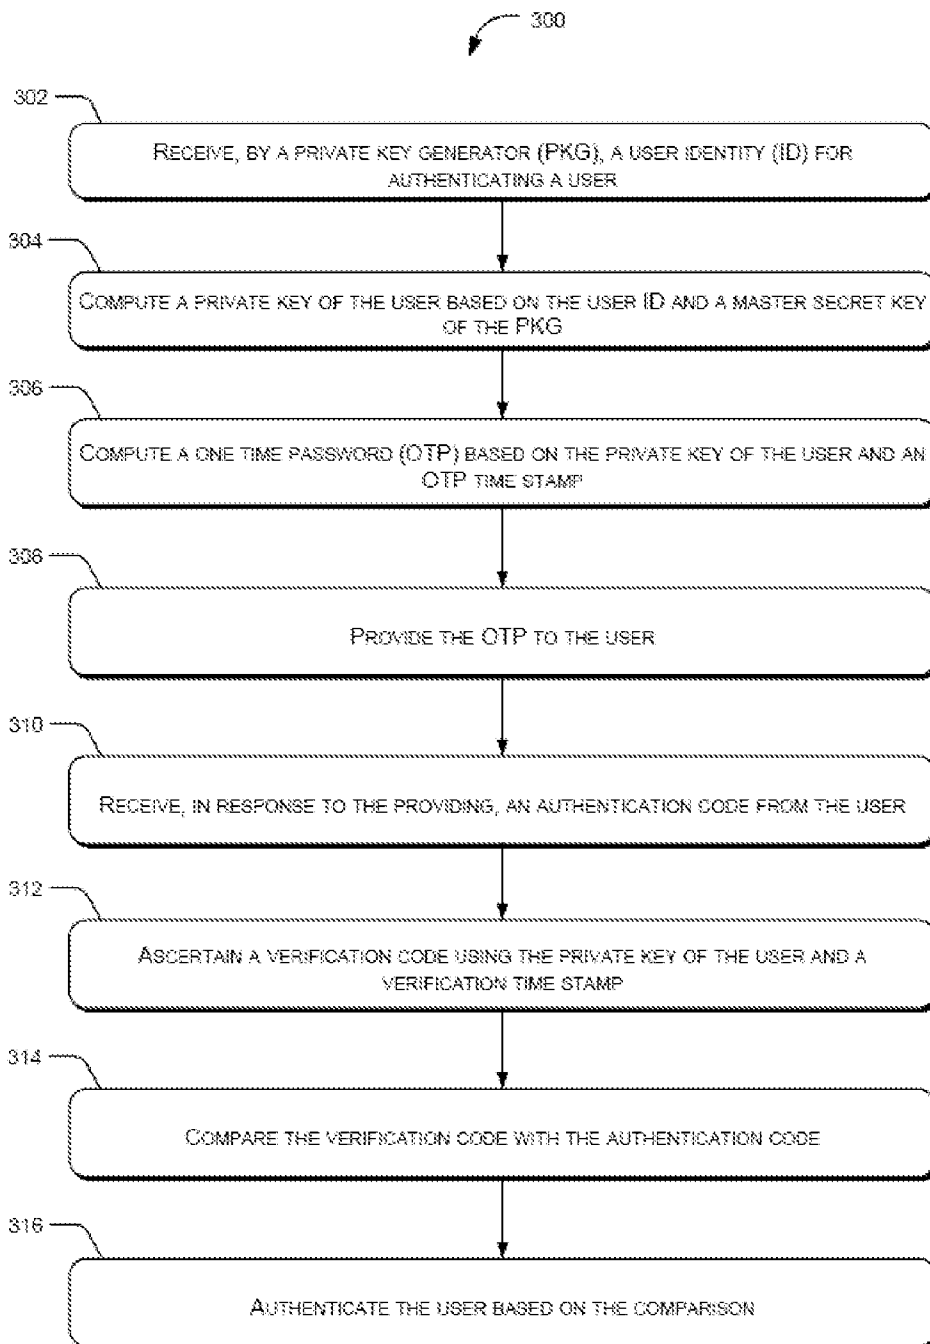 300
302
RECEIVE, BY A PRIVATE KEY GENERATOR (PKG), A USER IDENTITY (ID) FOR
AUTHENTICATING A USER
304
COMPUTE A PRIVATE KEY OF THE USER BASED ON THE USER ID AND A MASTER SECRET KEY
OF THE PKG
306
COMPUTE A ONE TIME PASSWORD (OTP) BASED ON THE PRIVATE KEY OF THE USER AND AN
OTP TIME STAMP
308
PROVIDE THE OTP TO THE USER
310
RECEIVE, IN RESPONSE TO THE PROVIDING, AN AUTHENTICATION CODE FROM THE USER
312
ASCERTAIN A VERIFICATION CODE USING THE PRIVATE KEY OF THE USER AND A
VERIFICATION TIME STAMP
314
COMPARE THE VERIFICATION CODE WITH THE AUTHENTICATION CODE
316
AUTHENTICATE THE USER BASED ON THE COMPARISON